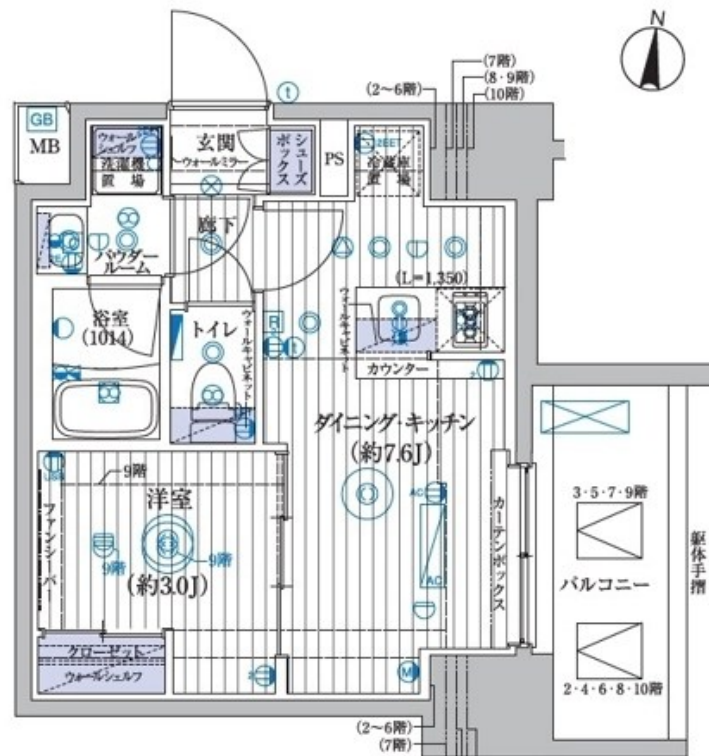 N
(7階)
(2〜6階)
(8・9階)
(10階)
t
GB
MB
ウォールシェルフ
洗濯機置場
玄関
ウォールミラー
シューズボックス
PS
冷蔵庫置場
廊下
パウダールーム
(L=1,350)
浴室
(1014)
トイレ
ウォールキャビネット
R
t
ウォールキャビネット
カウンター
2
ダイニング・キッチン
(約7.6J)
9階
洋室
9階
9階
(約3.0J)
ファンシーバー
AC
AC
カーテンボックス
3・5・7・9階
バルコニー
躯体手摺
2・4・6・8・10階
クローゼット
ウォールシェルフ
2
M
(2〜6階)
(7階)